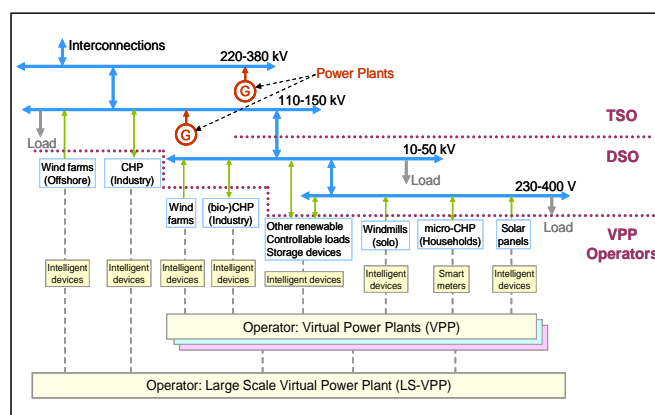 Interconnections
220-380 kV
Power Plants
G
110-150 kV
G
TSO
Load
DSO
10-50 kV
Wind farms
(Offshore)
CHP
(Industry)
Load
230-400 V
Wind
farms
(bio-)CHP
(Industry)
Other renewable
Controllable loads
Storage devices
Windmills
(solo)
micro-CHP
(Households)
Solar
panels
Load
VPP
Operators
Intelligent
devices
Intelligent
devices
Intelligent
devices
Intelligent
devices
Intelligent devices
Intelligent
devices
Smart
meters
Intelligent
devices
Operator: Virtual Power Plants (VPP)
Operator: Large Scale Virtual Power Plant (LS-VPP)